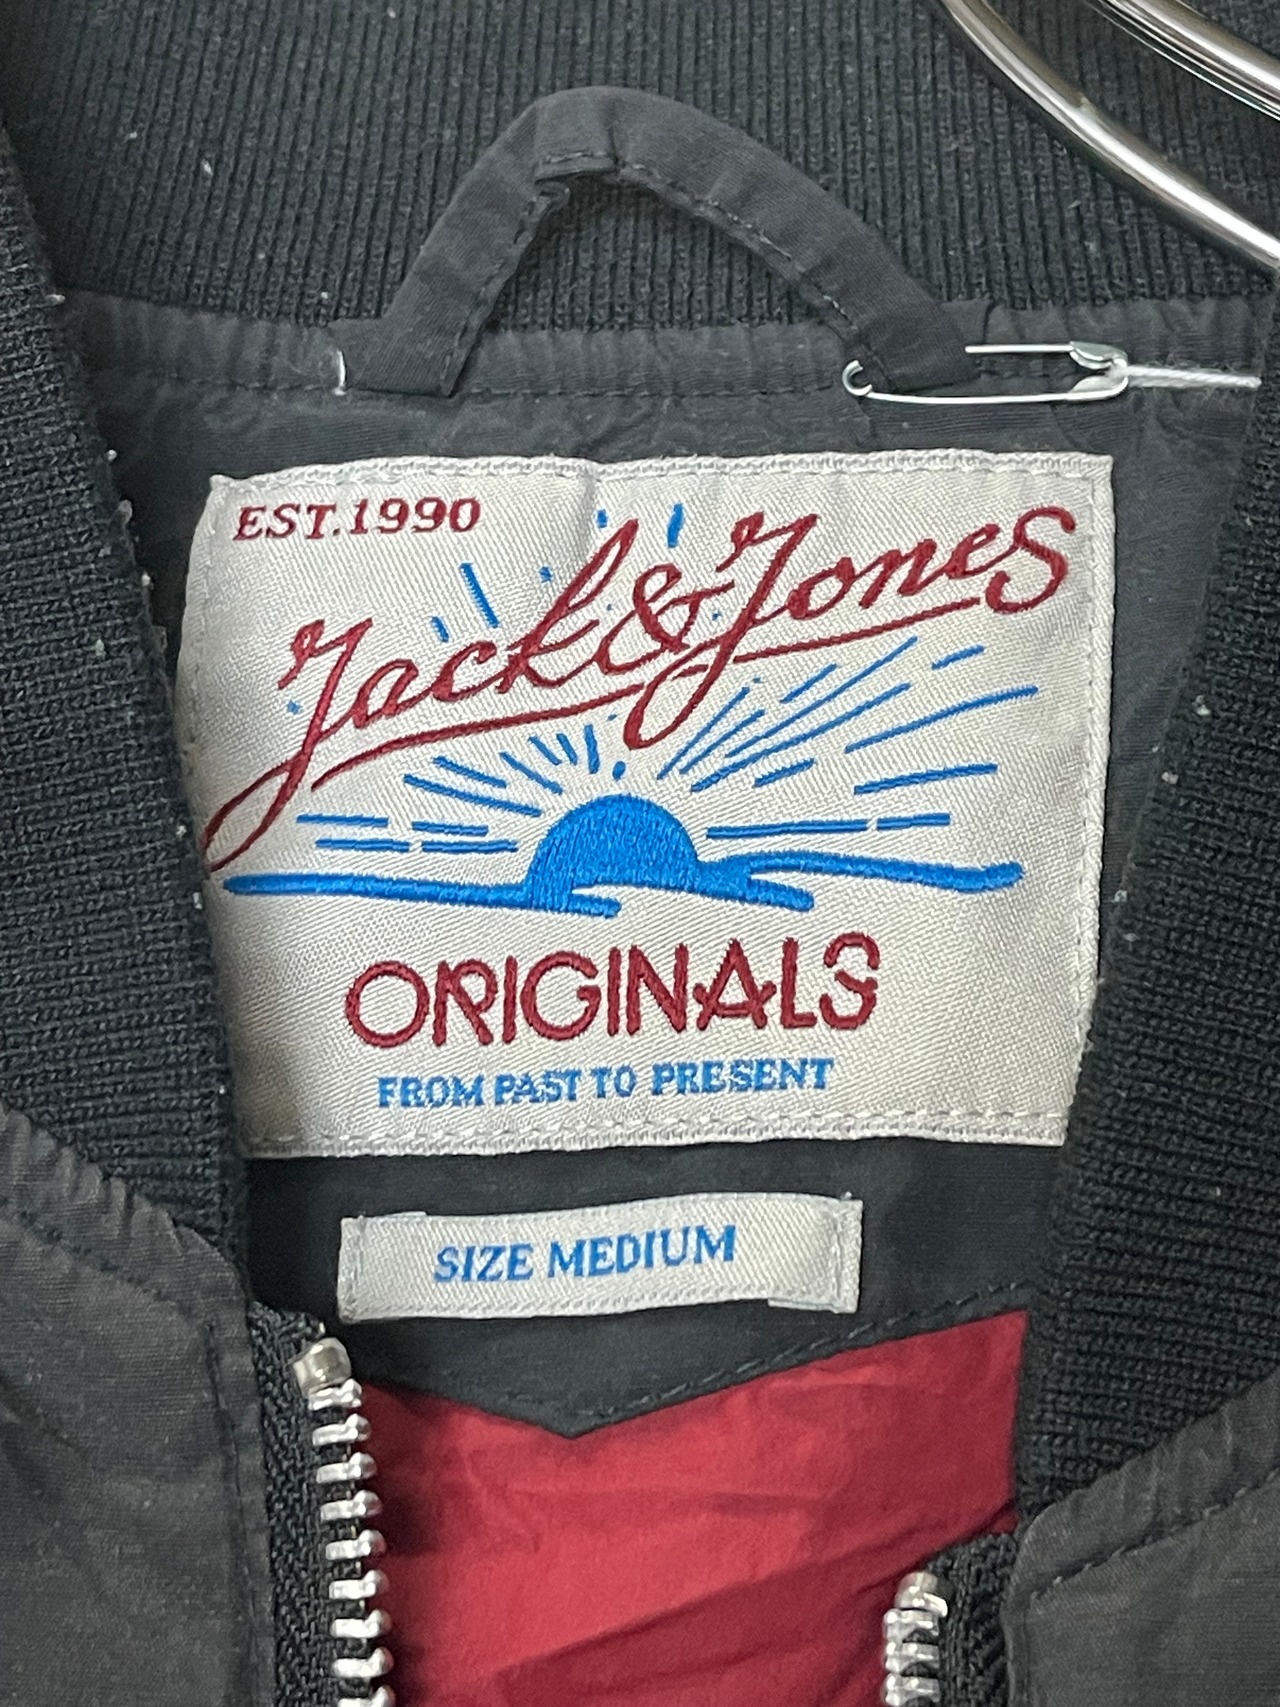 EST.1990
Jack & Jones
ORIGINALS
FROM PAST TO PRESENT
SIZE MEDIUM